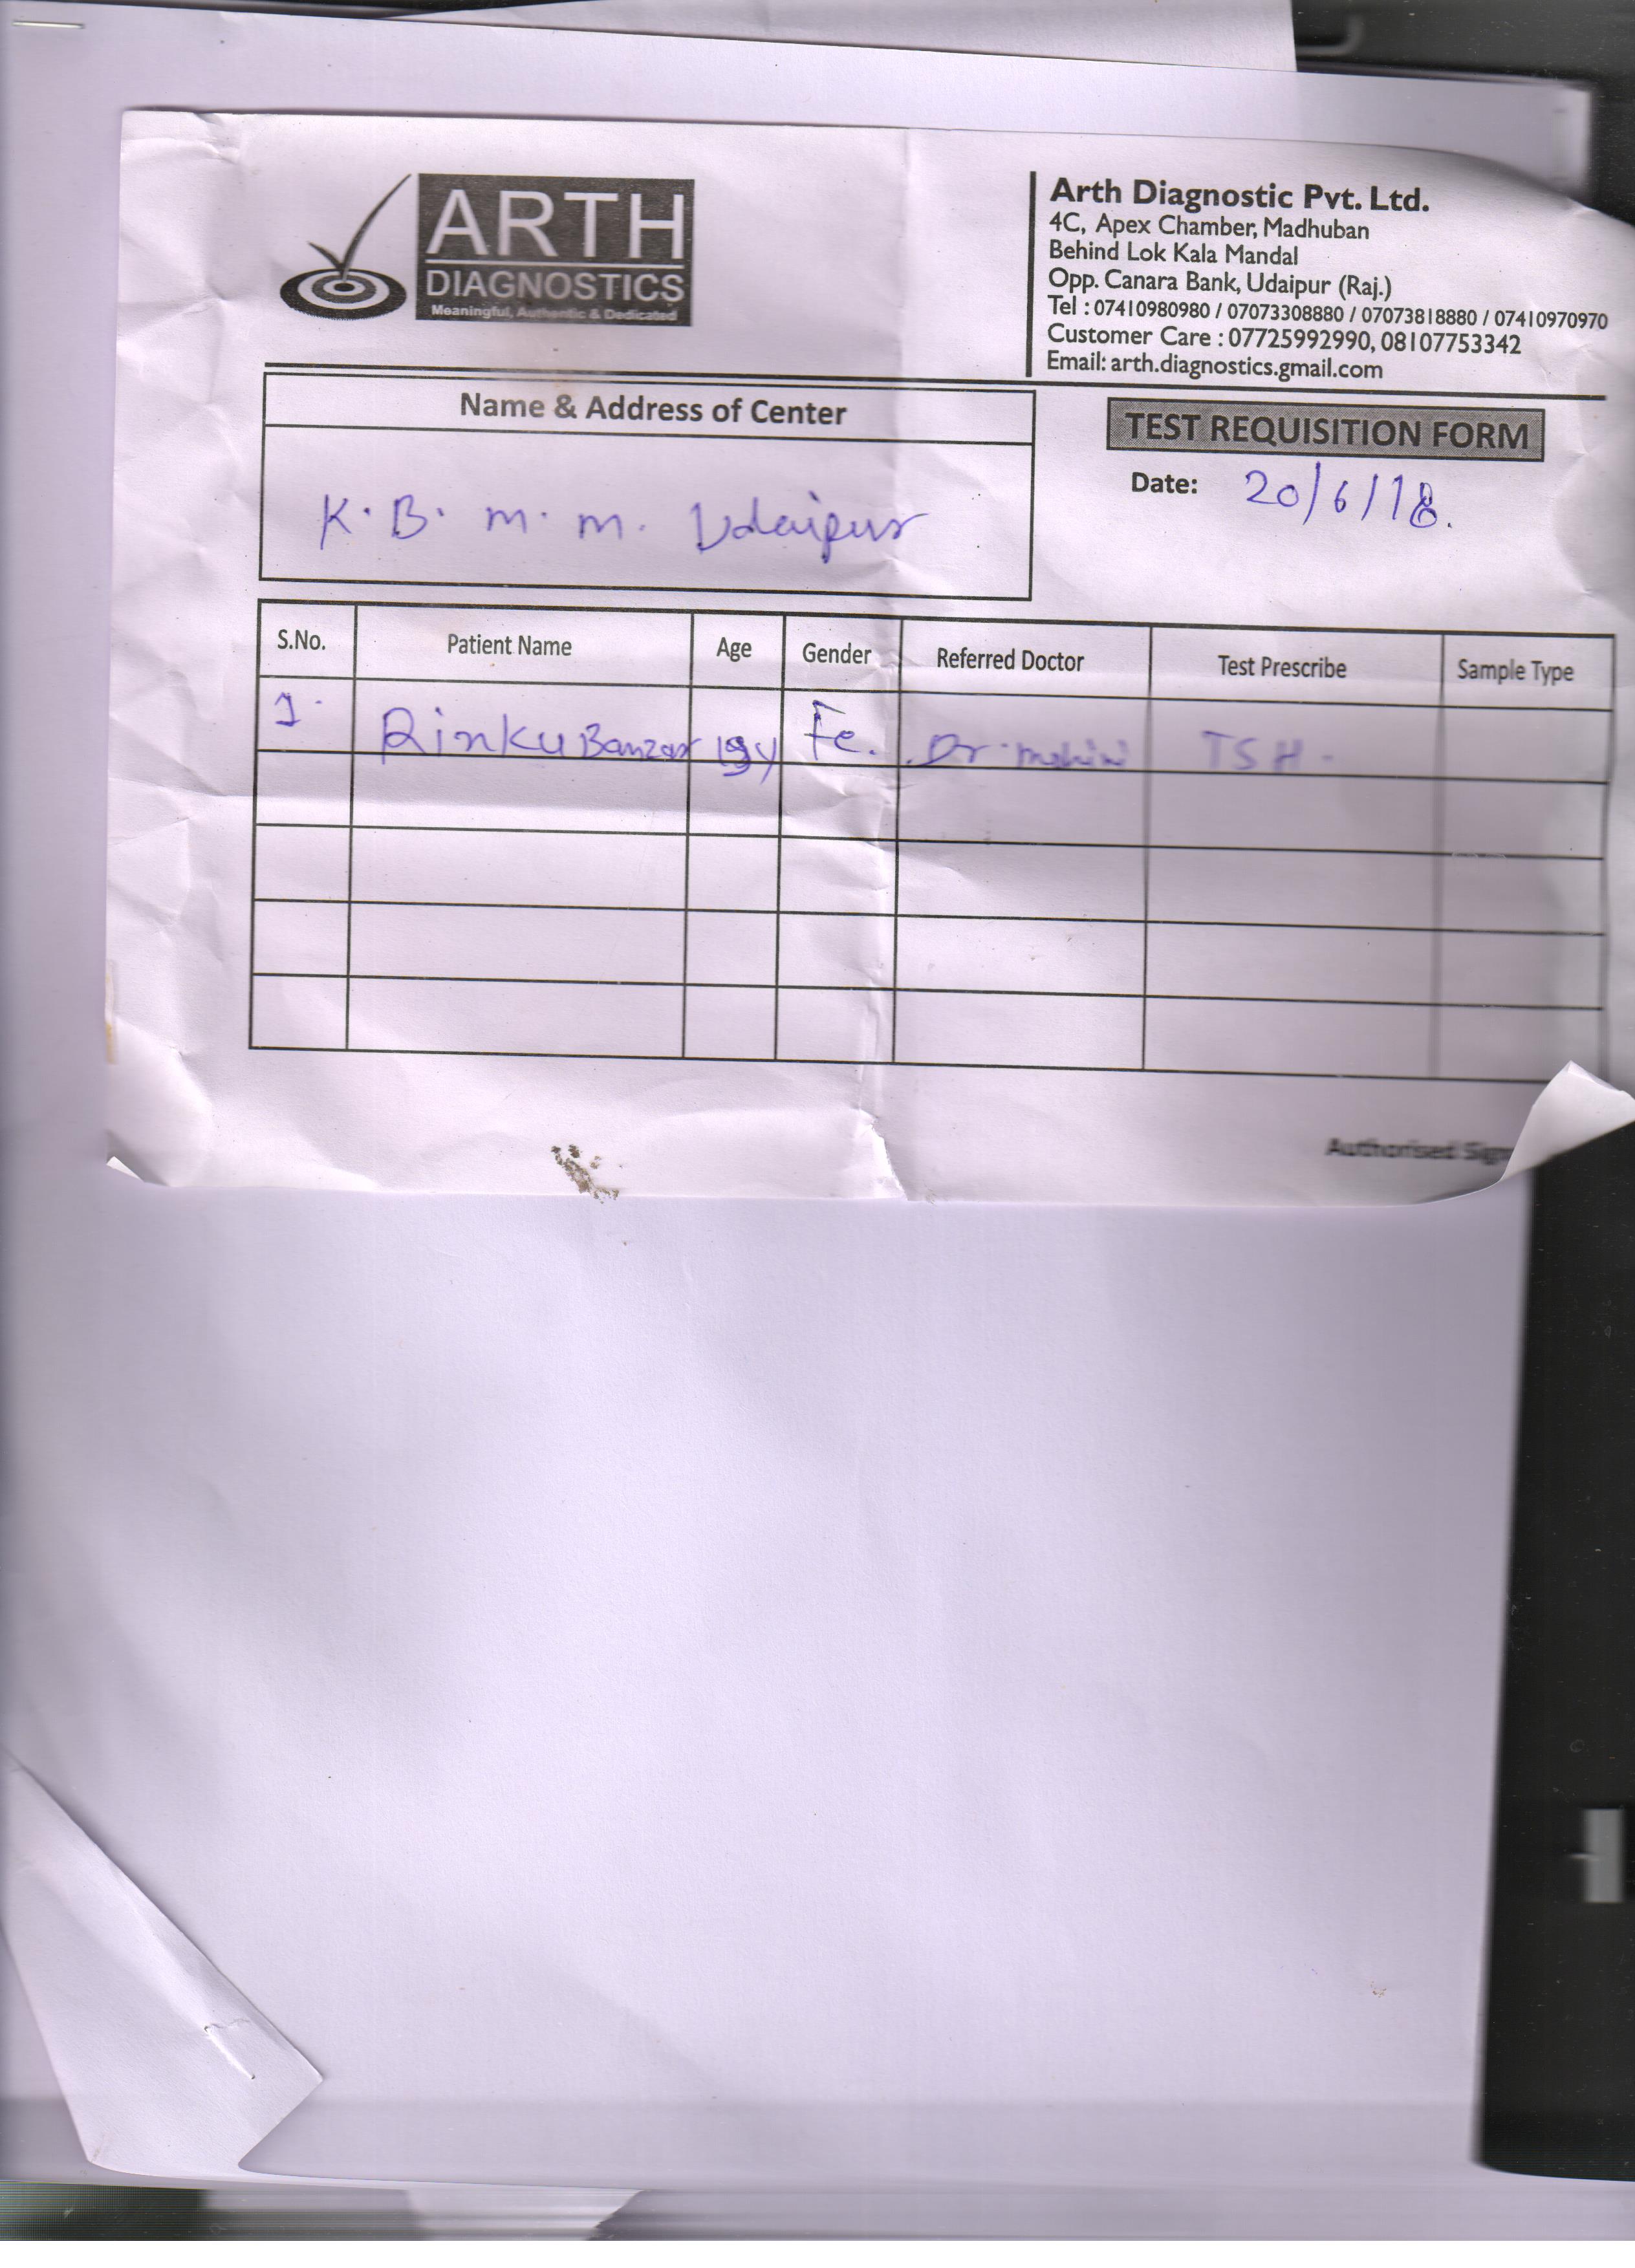 ARTH
DIAGNOSTICS
Meaningful, Authentic & Dedicated
Arth Diagnostic Pvt. Ltd.
4C, Apex Chamber, Madhuban
Behind Lok Kala Mandal
Opp. Canara Bank, Udaipur (Raj.)
Tel : 07410980980 / 07073308880 / 07073818880 / 07410970970
Customer Care : 07725992990, 08107753342
Email: arth.diagnostics.gmail.com
Name & Address of Center
K. B. m. m. Udaipur
TEST REQUISITION FORM
Date: 20/6/18.
S.No. Patient Name Age Gender Referred Doctor Test Prescribe Sample Type
1. Rinku Fe. Dr. mohini TSH.
Authorised